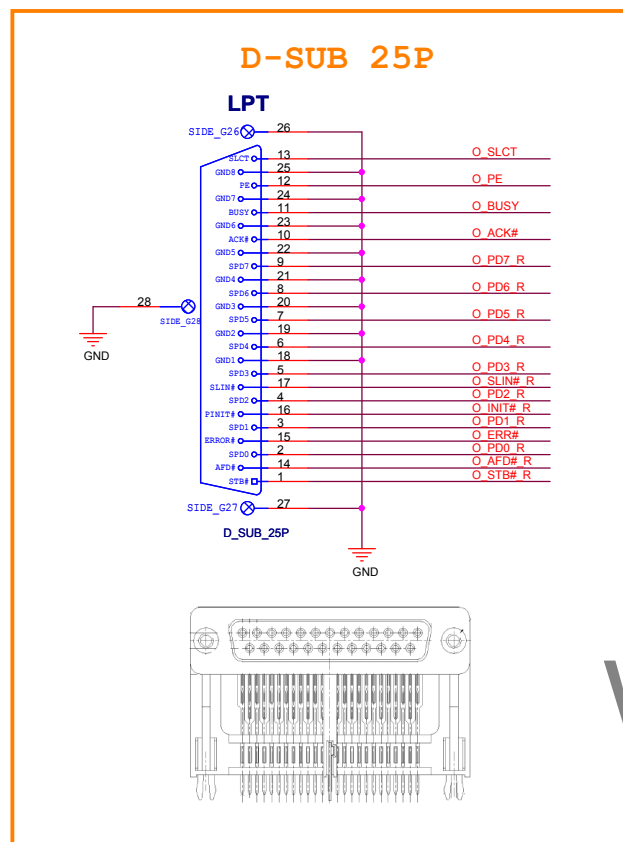 D-SUB 25P
LPT
SIDE_G26 26
SLCT 13 O_SLCT
GND8 25
PE 12 O_PE
GND7 24
BUSY 11 O_BUSY
GND6 23
ACK# 10 O_ACK#
GND5 22
SPD7 9 O_PD7_R
GND4 21
SPD6 8 O_PD6_R
28 GND3 20
SIDE_G28 SPD5 7 O_PD5_R
GND2 19
GND SPD4 6 O_PD4_R
GND1 18
SPD3 5 O_PD3_R
SLIN# 17 O_SLIN#_R
SPD2 4 O_PD2_R
PINIT# 16 O_INIT#_R
SPD1 3 O_PD1_R
ERROR# 15 O_ERR#
SPD0 2 O_PD0_R
AFD# 14 O_AFD#_R
STB# 1 O_STB#_R
SIDE_G27 27
D_SUB_25P
GND